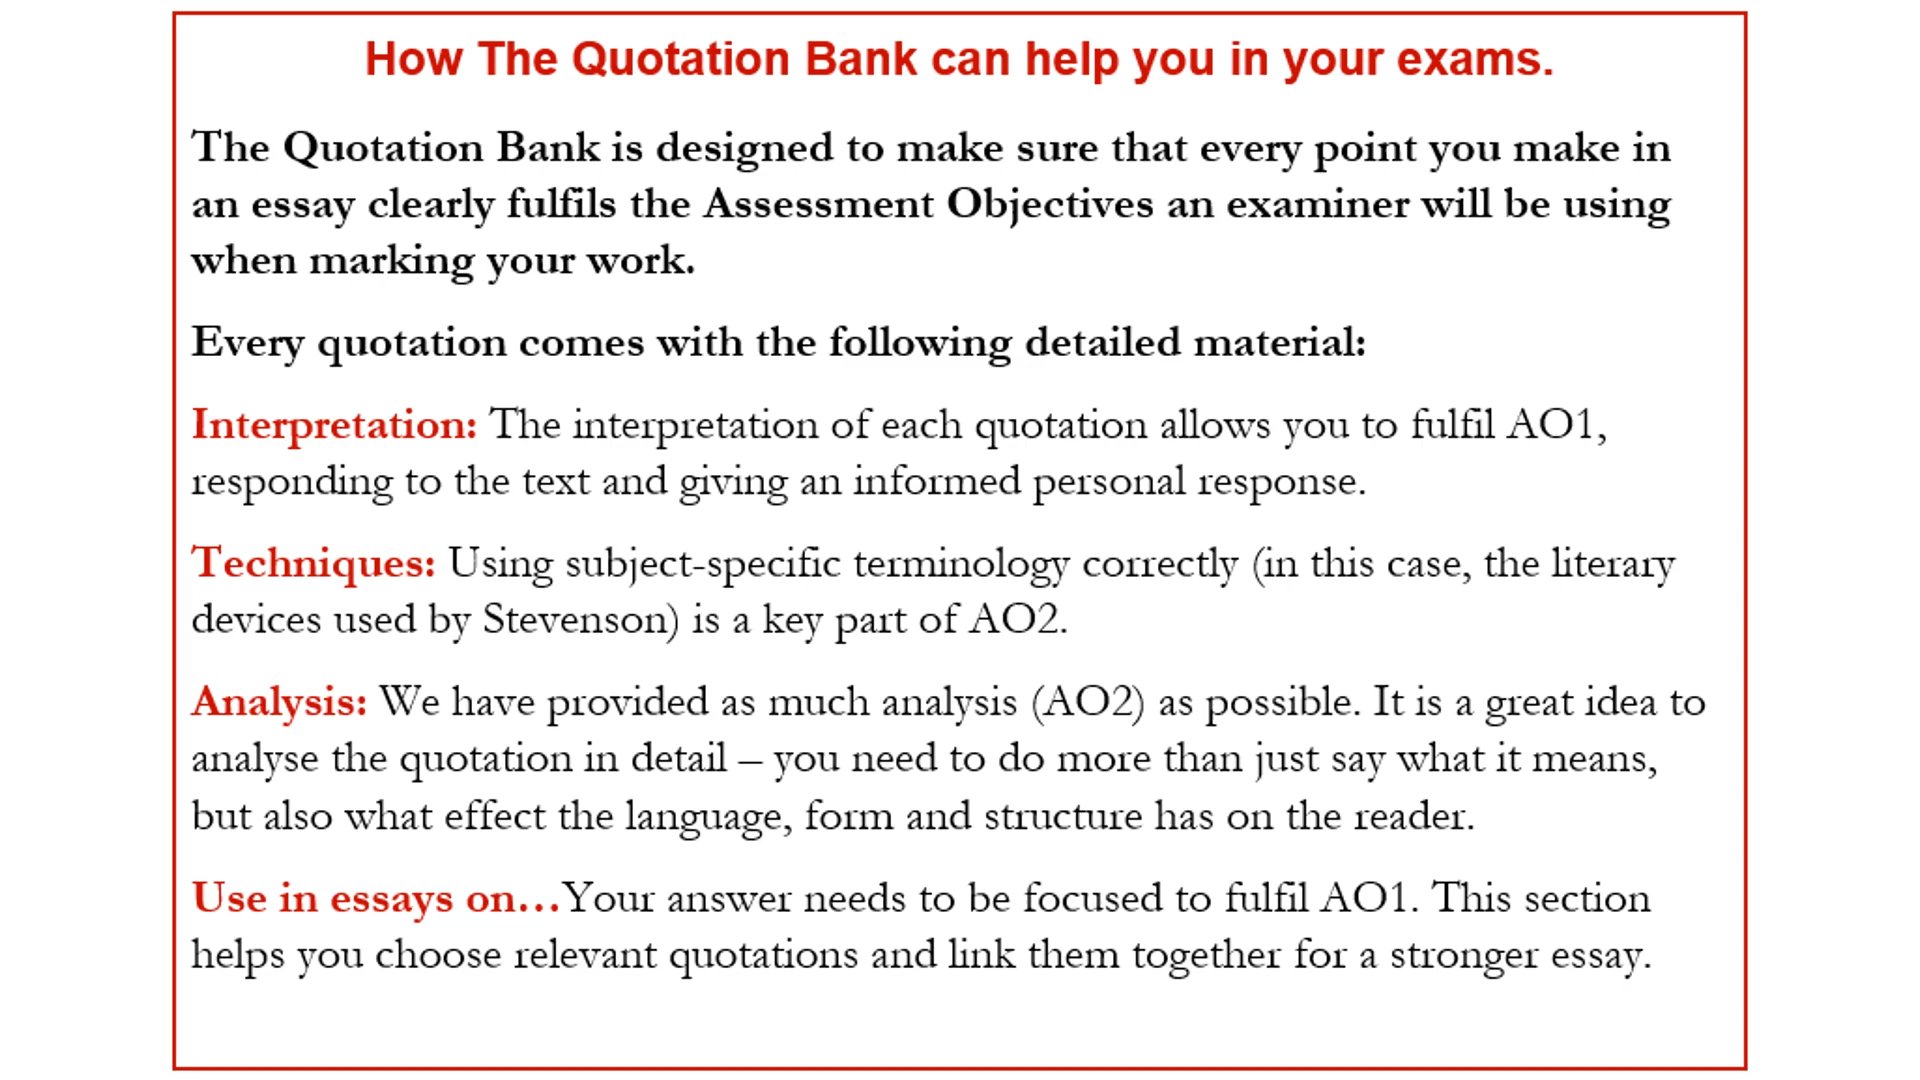 How The Quotation Bank can help you in your exams.
The Quotation Bank is designed to make sure that every point you make in
an essay clearly fulfils the Assessment Objectives an examiner will be using
when marking your work.
Every quotation comes with the following detailed material:
Interpretation: The interpretation of each quotation allows you to fulfil AO1,
responding to the text and giving an informed personal response.
Techniques: Using subject-specific terminology correctly (in this case, the literary
devices used by Stevenson) is a key part of AO2.
Analysis: We have provided as much analysis (AO2) as possible. It is a great idea to
analyse the quotation in detail – you need to do more than just say what it means,
but also what effect the language, form and structure has on the reader.
Use in essays on…Your answer needs to be focused to fulfil AO1. This section
helps you choose relevant quotations and link them together for a stronger essay.